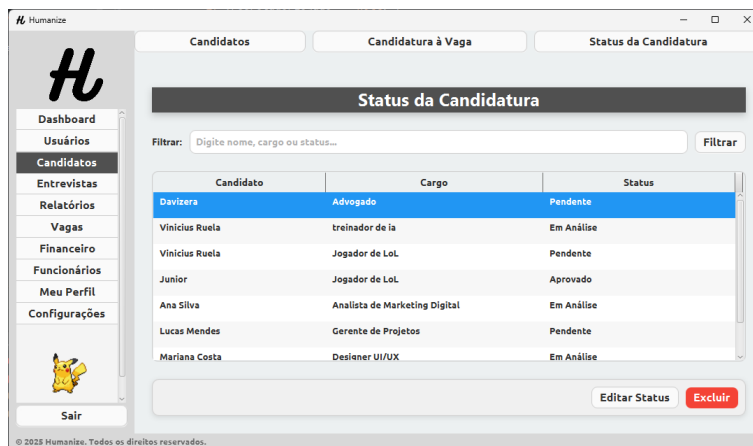 Humanize
Candidatos Candidatura à Vaga Status da Candidatura
H
Status da Candidatura
Dashboard
Usuários
Candidatos
Entrevistas
Relatórios
Vagas
Financeiro
Funcionários
Meu Perfil
Configurações
Sair
Filtrar: Digite nome, cargo ou status... Filtrar
Candidato Cargo Status
Davizera Advogado Pendente
Vinicius Ruela treinador de ia Em Análise
Vinicius Ruela Jogador de LoL Pendente
Junior Jogador de LoL Aprovado
Ana Silva Analista de Marketing Digital Em Análise
Lucas Mendes Gerente de Projetos Pendente
Mariana Costa Designer UI/UX Em Análise
Editar Status Excluir
© 2025 Humanize. Todos os direitos reservados.